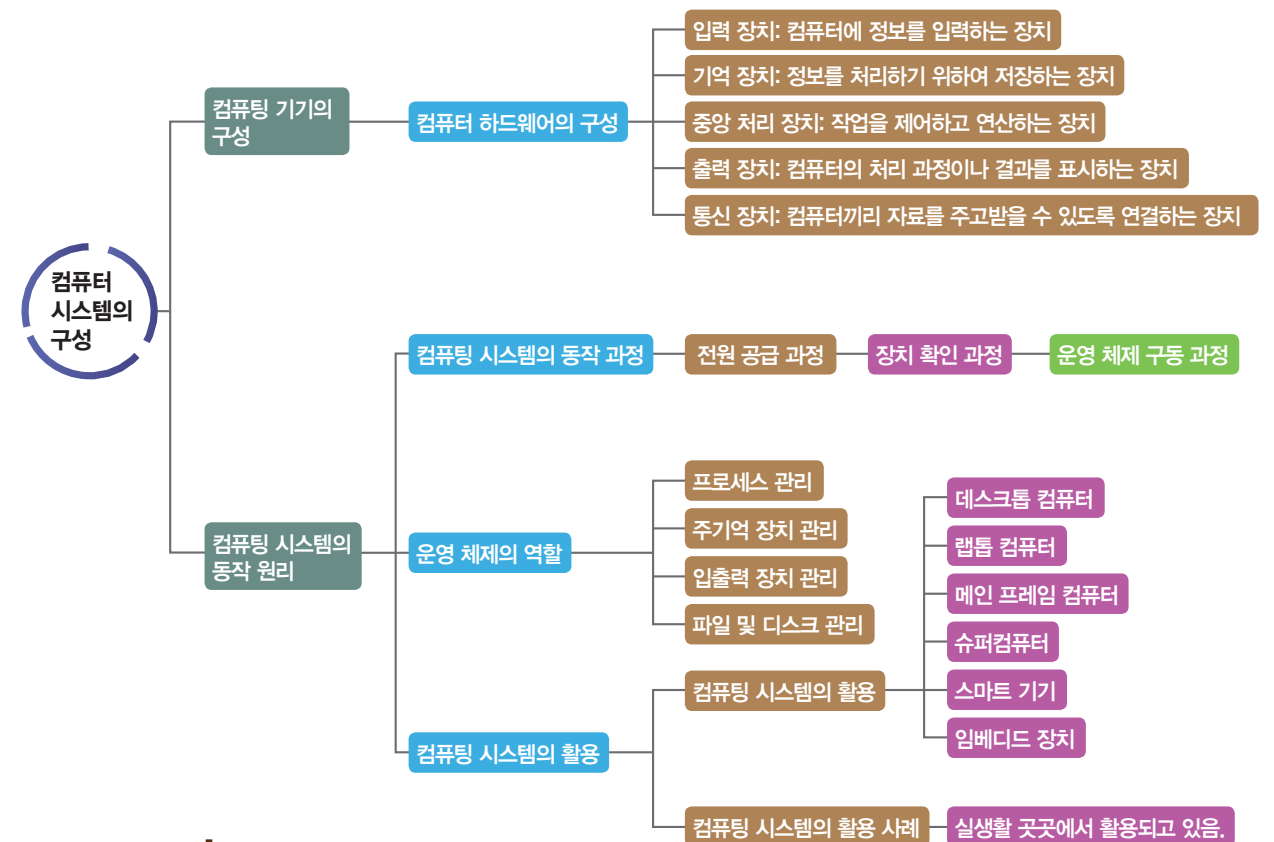 컴퓨터
시스템의
구성
컴퓨팅 기기의
구성
컴퓨터 하드웨어의 구성
입력 장치: 컴퓨터에 정보를 입력하는 장치
기억 장치: 정보를 처리하기 위하여 저장하는 장치
중앙 처리 장치: 작업을 제어하고 연산하는 장치
출력 장치: 컴퓨터의 처리 과정이나 결과를 표시하는 장치
통신 장치: 컴퓨터끼리 자료를 주고받을 수 있도록 연결하는 장치
컴퓨팅 시스템의
동작 원리
컴퓨팅 시스템의 동작 과정
전원 공급 과정
장치 확인 과정
운영 체제 구동 과정
운영 체제의 역할
프로세스 관리
주기억 장치 관리
입출력 장치 관리
파일 및 디스크 관리
컴퓨팅 시스템의 활용
컴퓨팅 시스템의 활용
데스크톱 컴퓨터
랩톱 컴퓨터
메인 프레임 컴퓨터
슈퍼컴퓨터
스마트 기기
임베디드 장치
컴퓨팅 시스템의 활용 사례
실생활 곳곳에서 활용되고 있음.